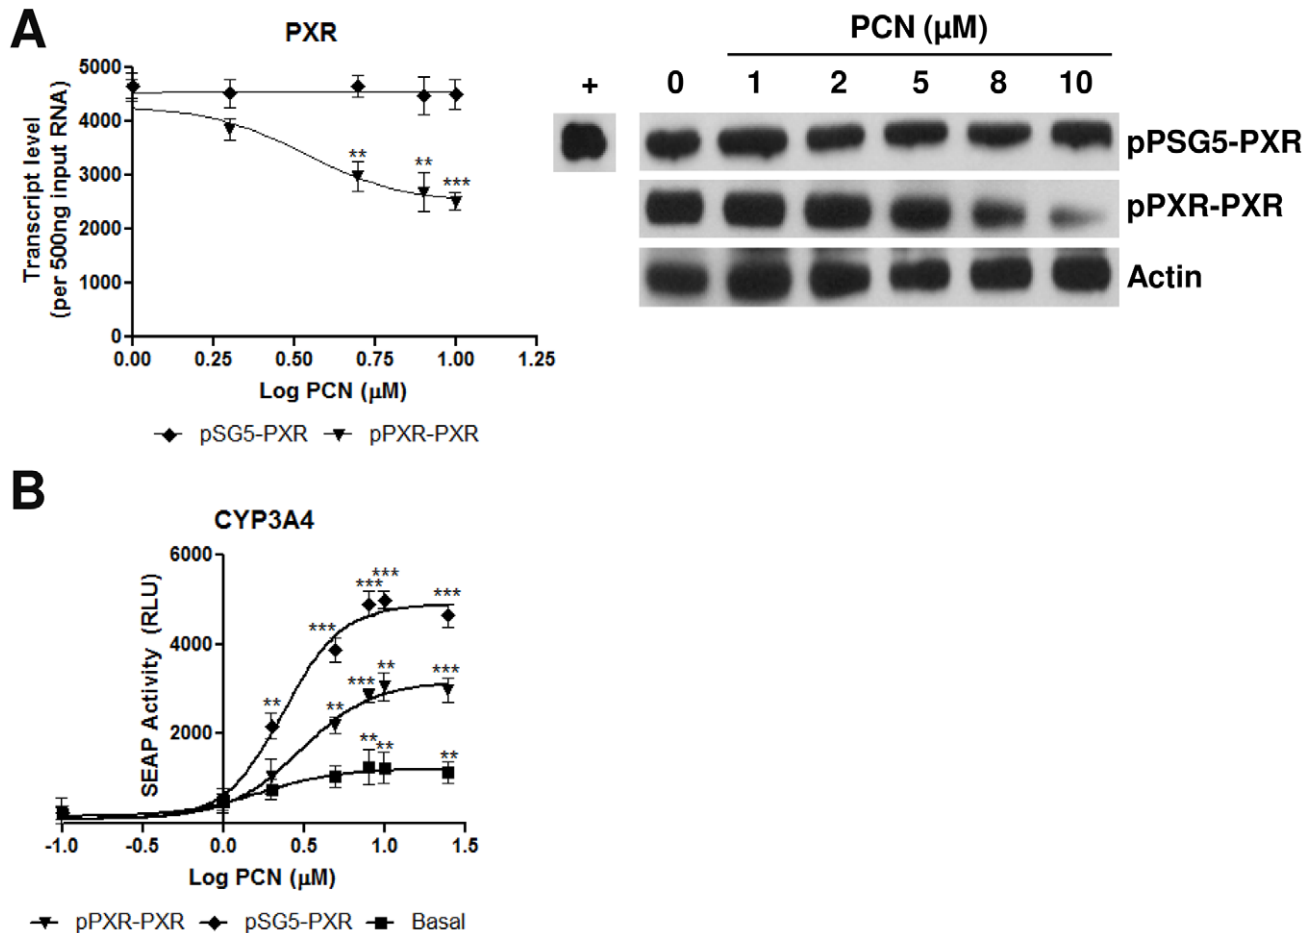 A
PXR
Transcript level
(per 500ng input RNA)
5000
4000
3000
2000
1000
0
**
**
***
0.00 0.25 0.50 0.75 1.00 1.25
Log PCN (μM)
pSG5-PXR pPXR-PXR
PCN (μM)
+ 0 1 2 5 8 10
pPSG5-PXR
pPXR-PXR
Actin
B
CYP3A4
SEAP Activity (RLU)
6000
4000
2000
** *** *** *** ***
** *** ** ***
** ** **
-1.0 -0.5 0.0 0.5 1.0 1.5
Log PCN (μM)
pPXR-PXR pSG5-PXR Basal